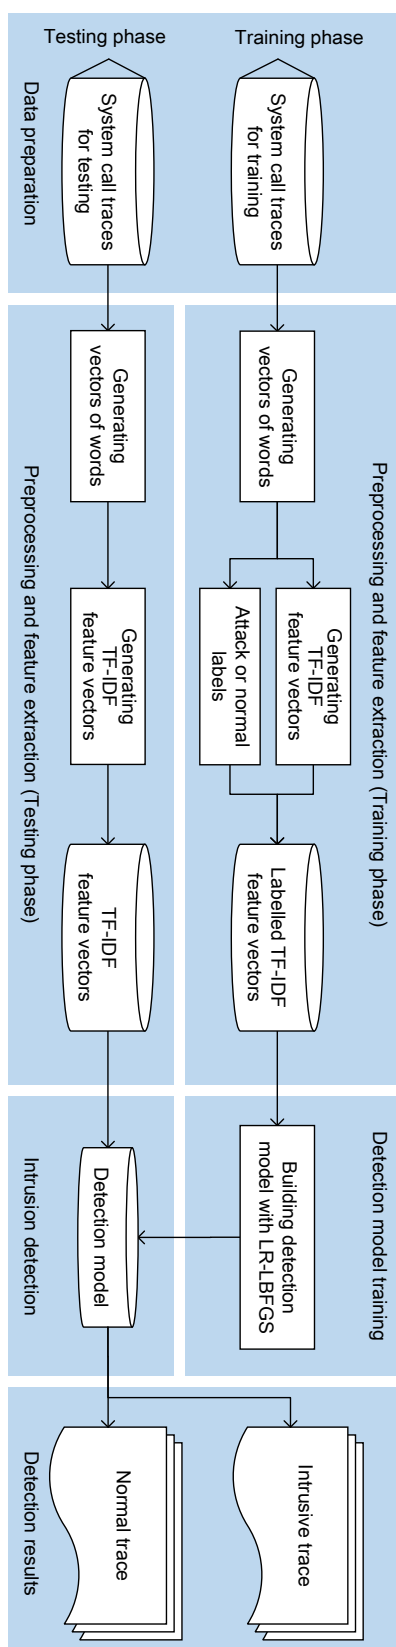 Training phase
Testing phase
System call traces
for training
System call traces
for testing
Data preparation
Preprocessing and feature extraction (Training phase)
Generating
vectors of words
Generating
TF-IDF
feature vectors
Attack or normal
labels
Labelled TF-IDF
feature vectors
Generating
vectors of words
Generating
TF-IDF
feature vectors
TF-IDF
feature vectors
Preprocessing and feature extraction (Testing phase)
Detection model training
Building detection
model with LR-LBFGS
Detection model
Intrusion detection
Intrusive trace
Normal trace
Detection results